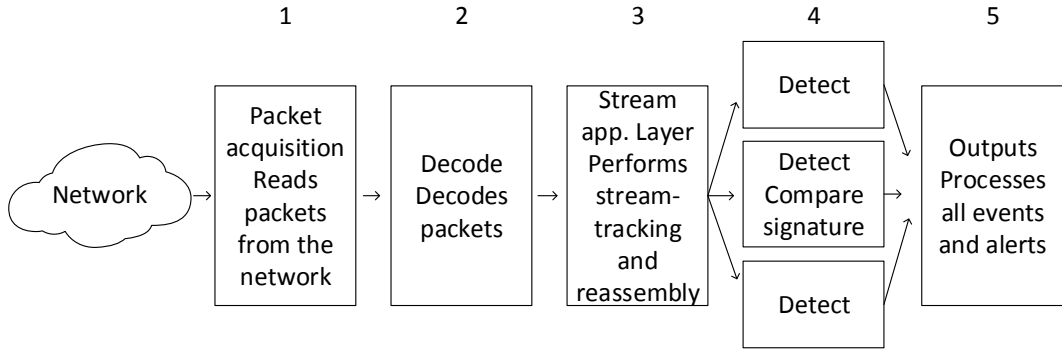 1
2
3
4
5
Network
Packet
acquisition
Reads
packets
from the
network
Decode
Decodes
packets
Stream
app. Layer
Performs
stream-
tracking
and
reassembly
Detect
Detect
Compare
signature
Detect
Outputs
Processes
all events
and alerts